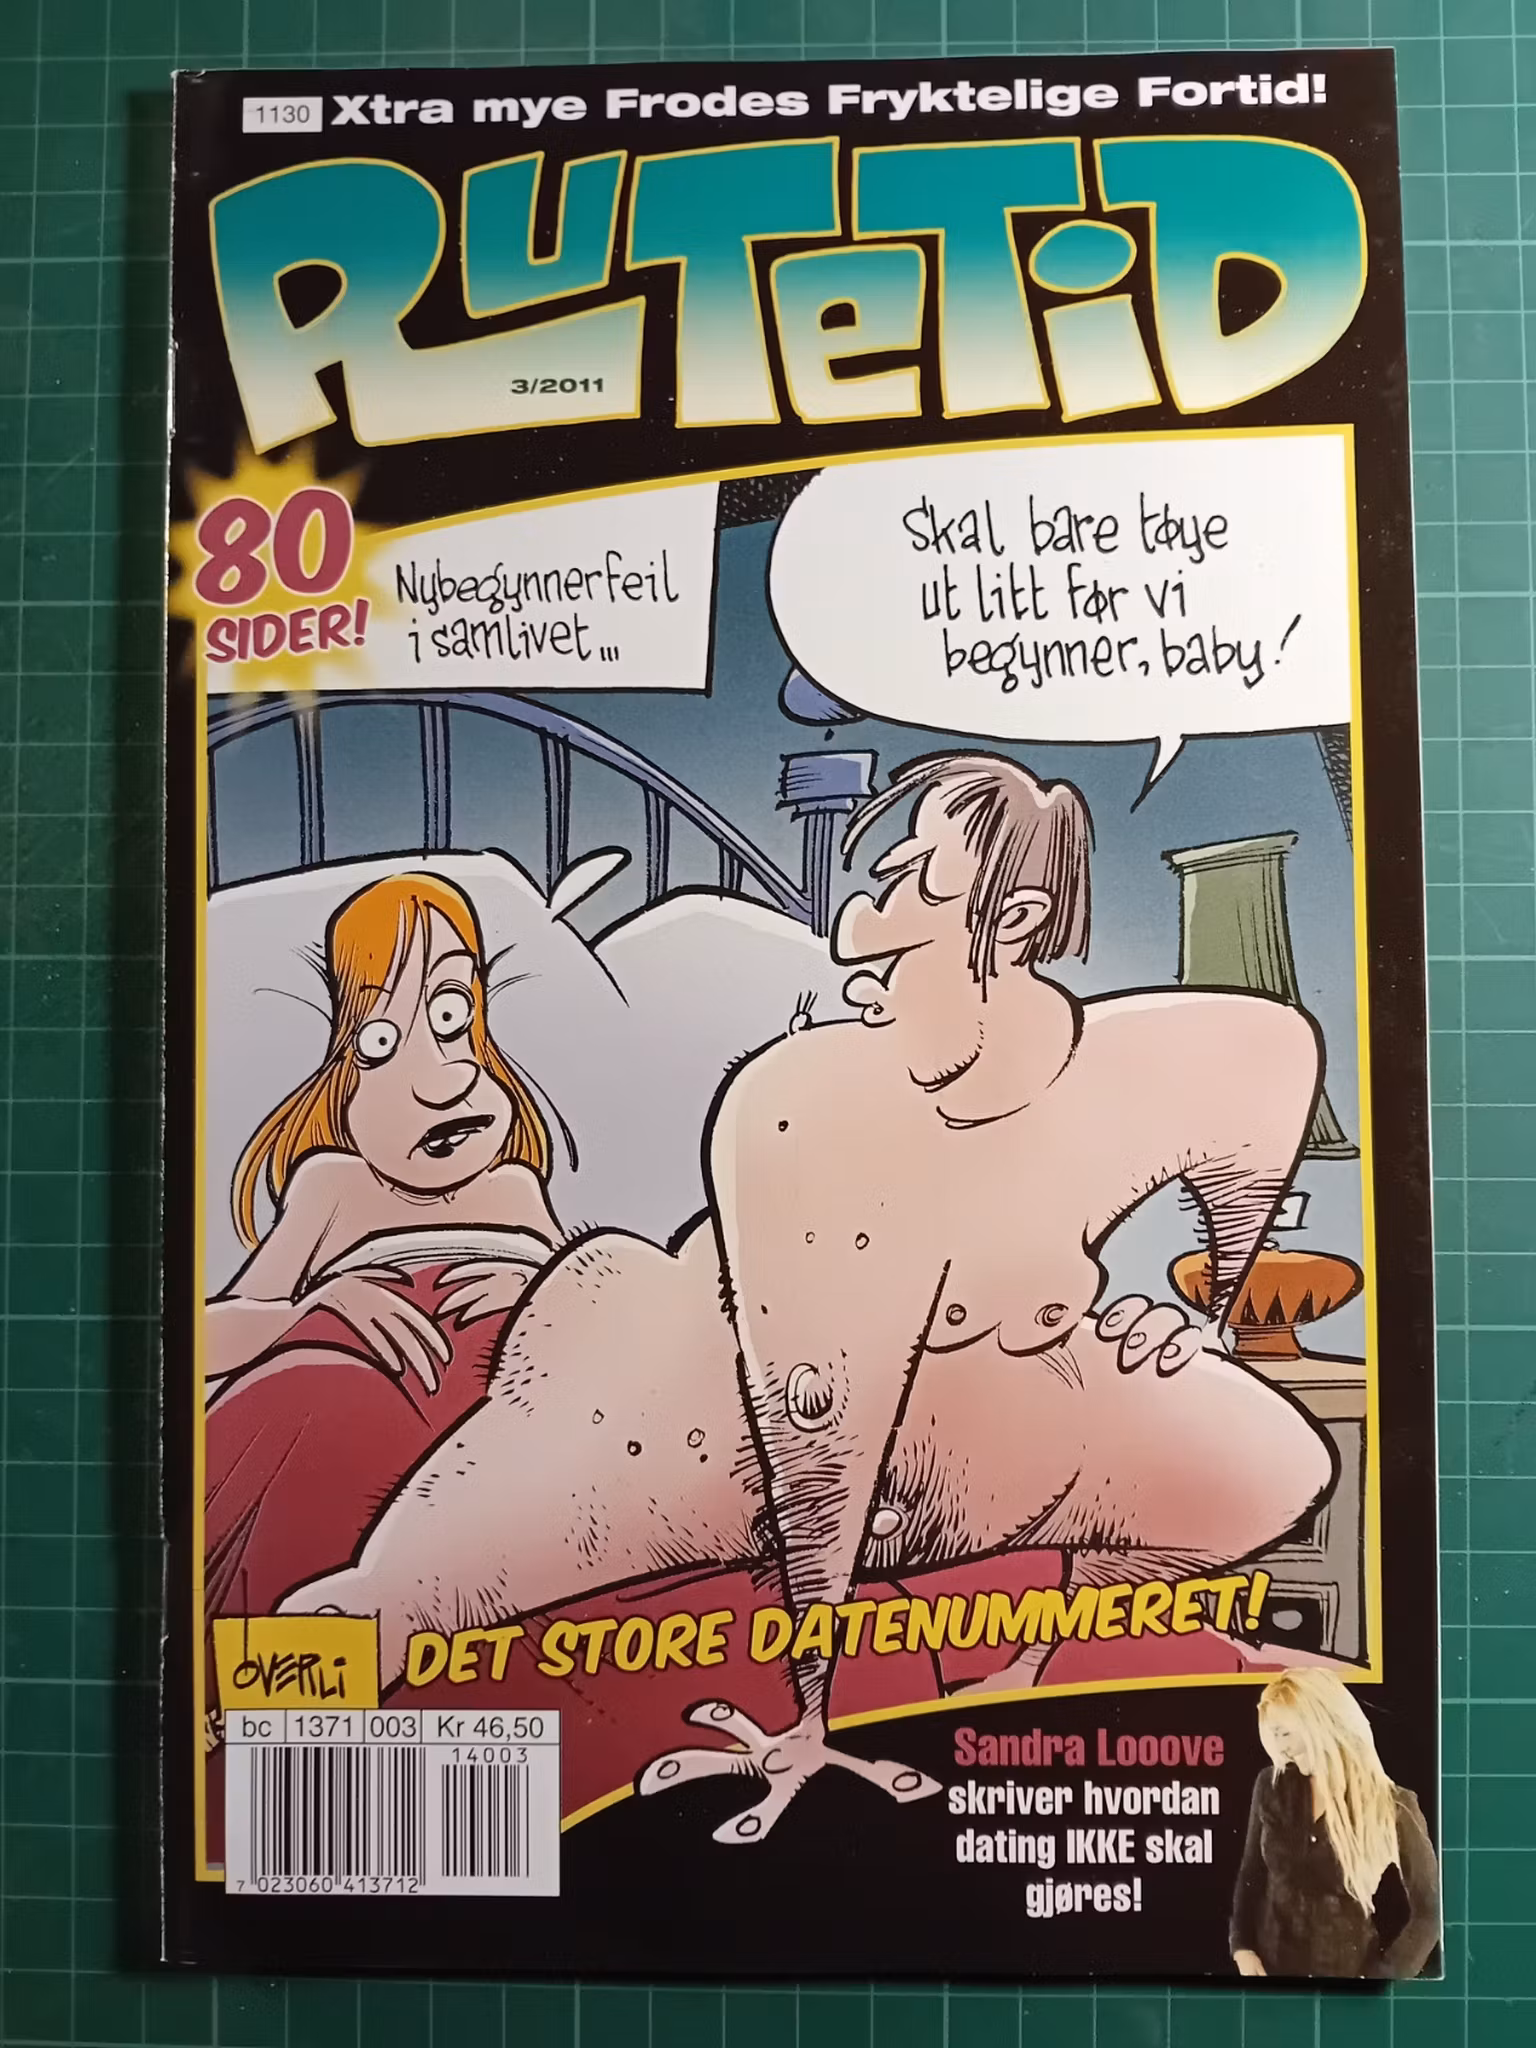 1130 Xtra mye Frodes Fryktelige Fortid!
RUTeTiD
3/2011
80
SIDER!
Nybegynnerfeil
i samlivet...
Skal bare tøye
ut litt før vi
begynner, baby!
DET STORE DATENUMMERET!
ØVERLI
bc 1371 003 Kr 46,50
14003
7 023060 413712
Sandra Looove
skriver hvordan
dating IKKE skal
gjøres!